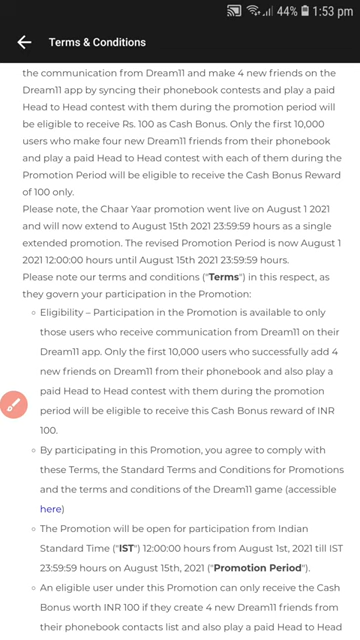 44% 1:53 pm
Terms & Conditions
the communication from Dream11 and make 4 new friends on the
Dream11 app by syncing their phonebook contests and play a paid
Head to Head contest with them during the promotion period will
be eligible to receive Rs. 100 as Cash Bonus. Only the first 10,000
users who make four new Dream11 friends from their phonebook
and play a paid Head to Head contest with each of them during the
Promotion Period will be eligible to receive the Cash Bonus Reward
of 100 only.
Please note, the Chaar Yaar promotion went live on August 1 2021
and will now extend to August 15th 2021 23:59:59 hours as a single
extended promotion. The revised Promotion Period is now August 1
2021 12:00:00 hours until August 15th 2021 23:59:59 hours.
Please note our terms and conditions ("Terms") in this respect, as
they govern your participation in the Promotion:
Eligibility – Participation in the Promotion is available to only
those users who receive communication from Dream11 on their
Dream11 app. Only the first 10,000 users who successfully add 4
new friends on Dream11 from their phonebook and also play a
paid Head to Head contest with them during the promotion
period will be eligible to receive this Cash Bonus reward of INR
100.
By participating in this Promotion, you agree to comply with
these Terms, the Standard Terms and Conditions for Promotions
and the terms and conditions of the Dream11 game (accessible
here)
The Promotion will be open for participation from Indian
Standard Time ("IST") 12:00:00 hours from August 1st, 2021 till IST
23:59:59 hours on August 15th, 2021 ("Promotion Period").
An eligible user under this Promotion can only receive the Cash
Bonus worth INR 100 if they create 4 new Dream11 friends from
their phonebook contacts list and also play a paid Head to Head